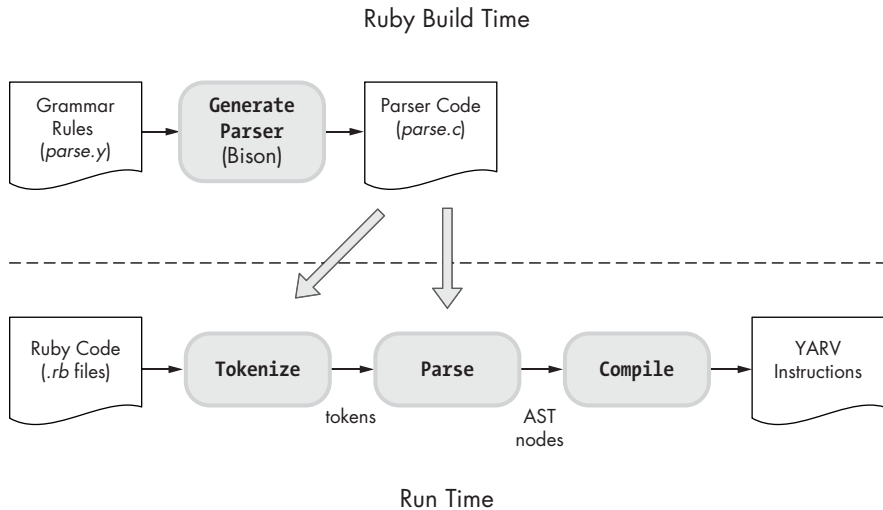 Ruby Build Time
Grammar
Rules
(parse.y)
Generate
Parser
(Bison)
Parser Code
(parse.c)
Ruby Code
(.rb files)
Tokenize
tokens
Parse
AST
nodes
Compile
YARV
Instructions
Run Time